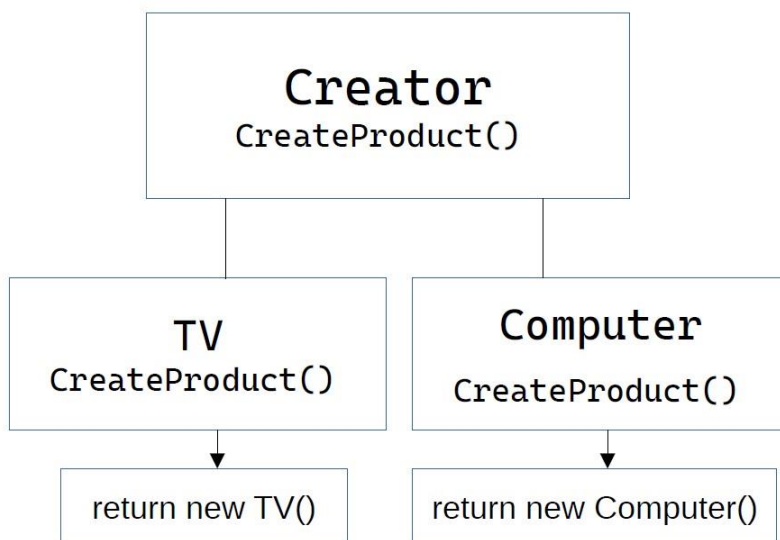 Creator
CreateProduct()
TV
CreateProduct()
Computer
CreateProduct()
return new TV()
return new Computer()